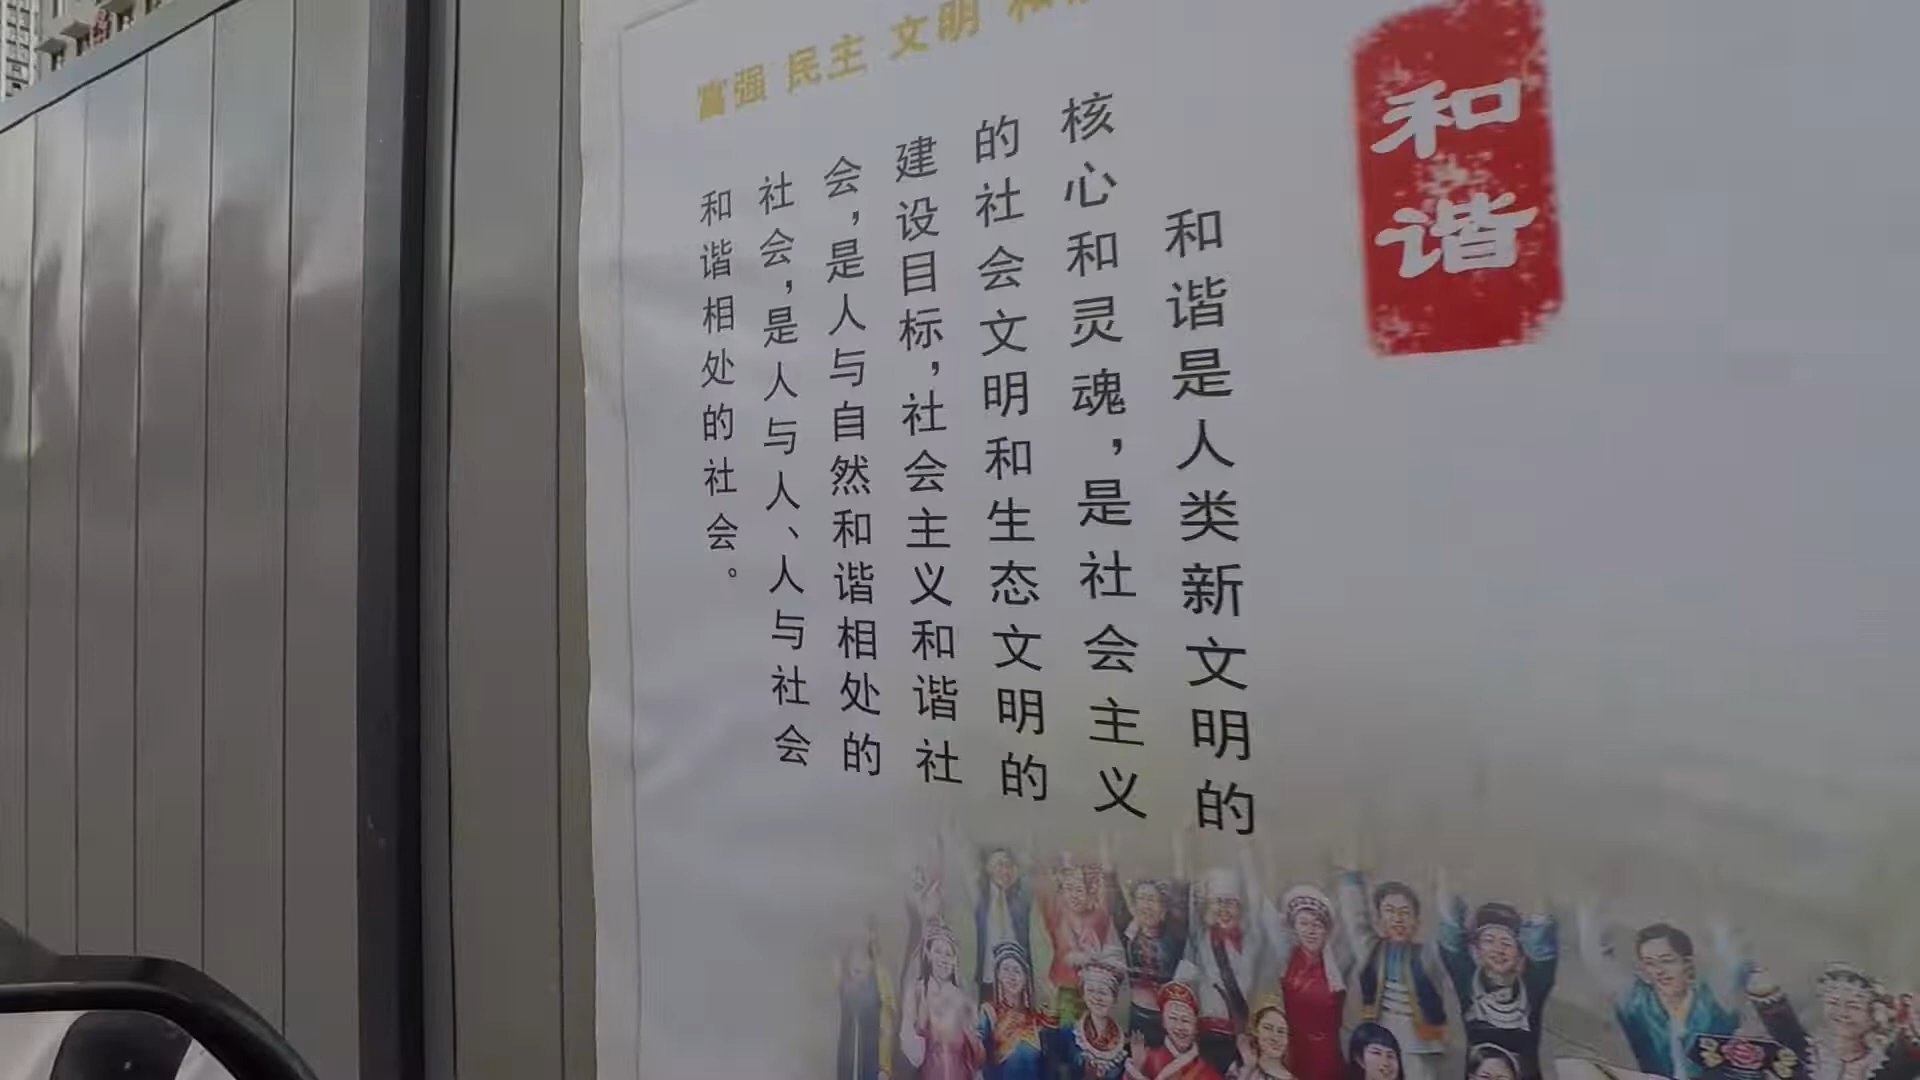 富强 民主 文明 和
和谐
和谐是人类新文明的
核心和灵魂，是社会主义
的社会文明和生态文明的
建设目标，社会主义和谐社
会，是人与自然和谐相处的
社会，是人与人、人与社会
和谐相处的社会。